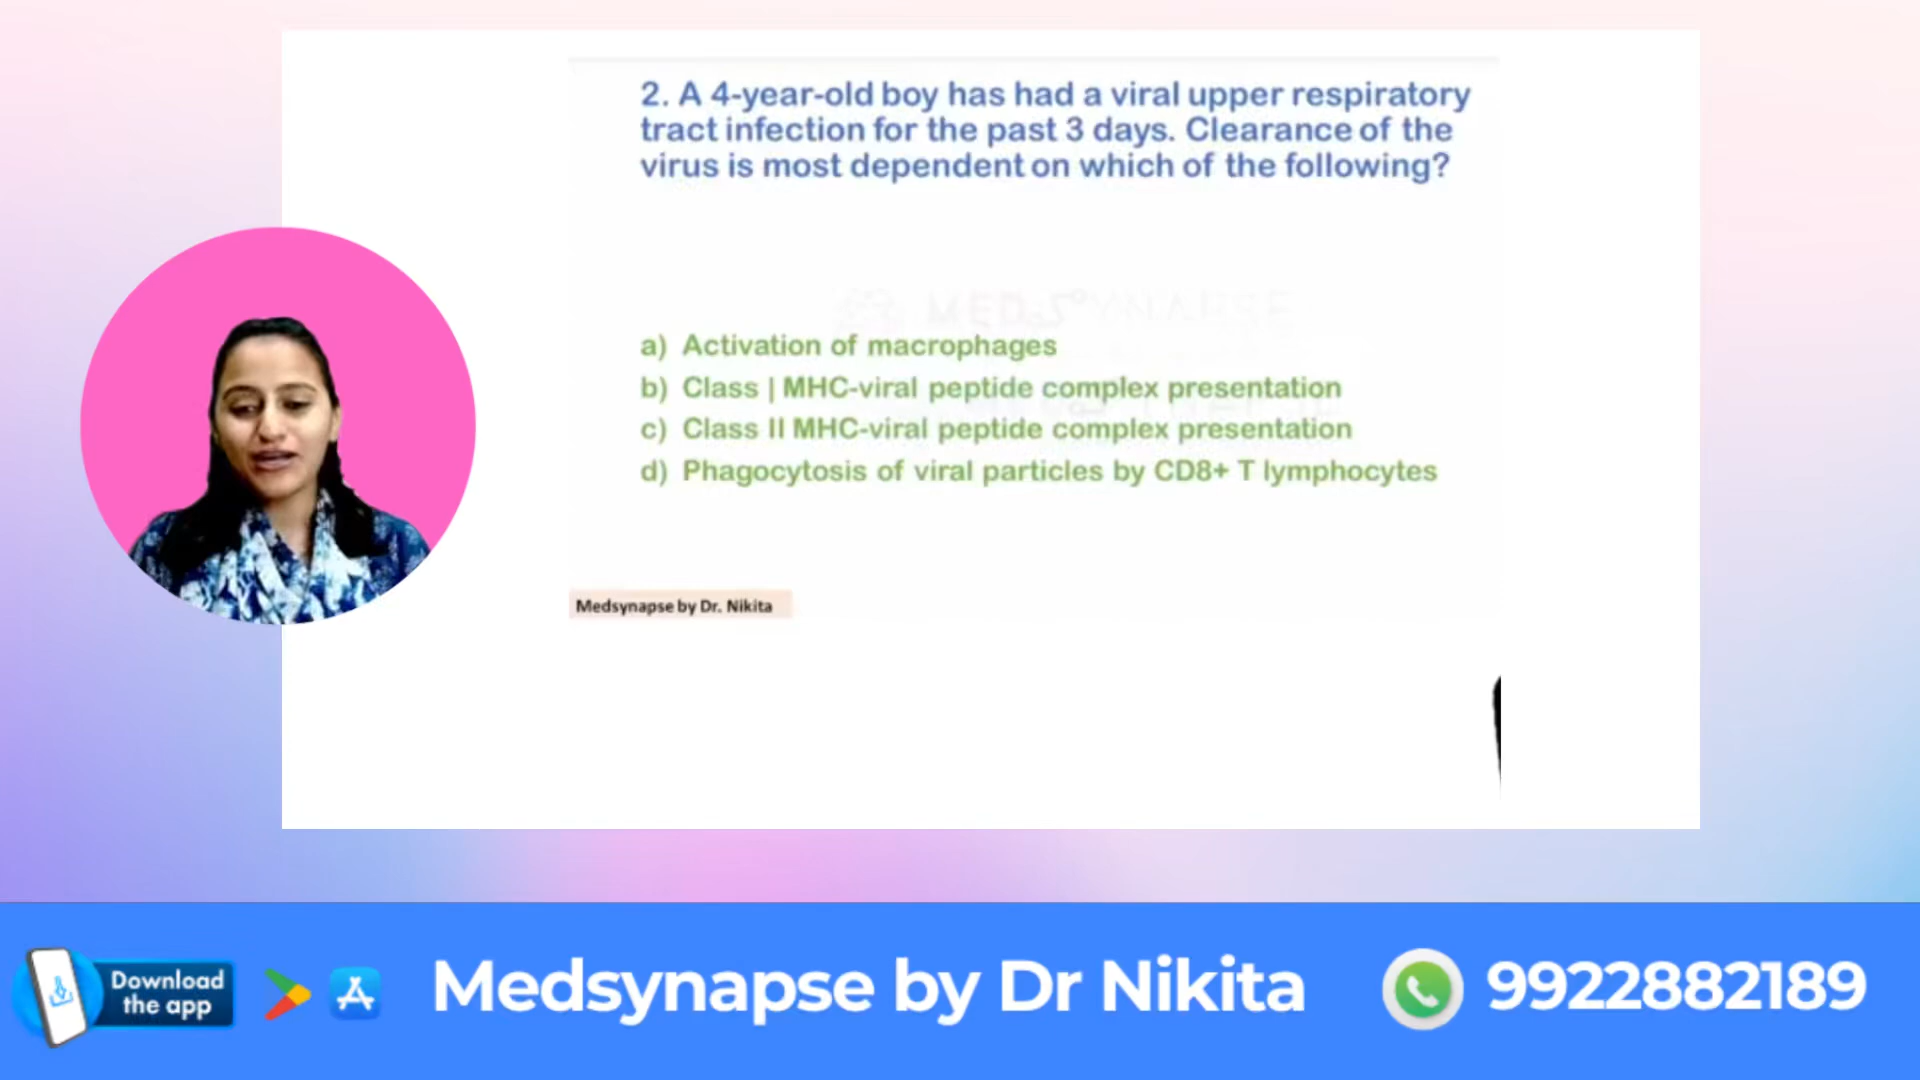 2. A 4-year-old boy has had a viral upper respiratory
tract infection for the past 3 days. Clearance of the
virus is most dependent on which of the following?
MEDSYNAPSE
a) Activation of macrophages
b) Class | MHC-viral peptide complex presentation
c) Class II MHC-viral peptide complex presentation
d) Phagocytosis of viral particles by CD8+ T lymphocytes
Medsynapse by Dr. Nikita
Download
the app
Medsynapse by Dr Nikita
9922882189